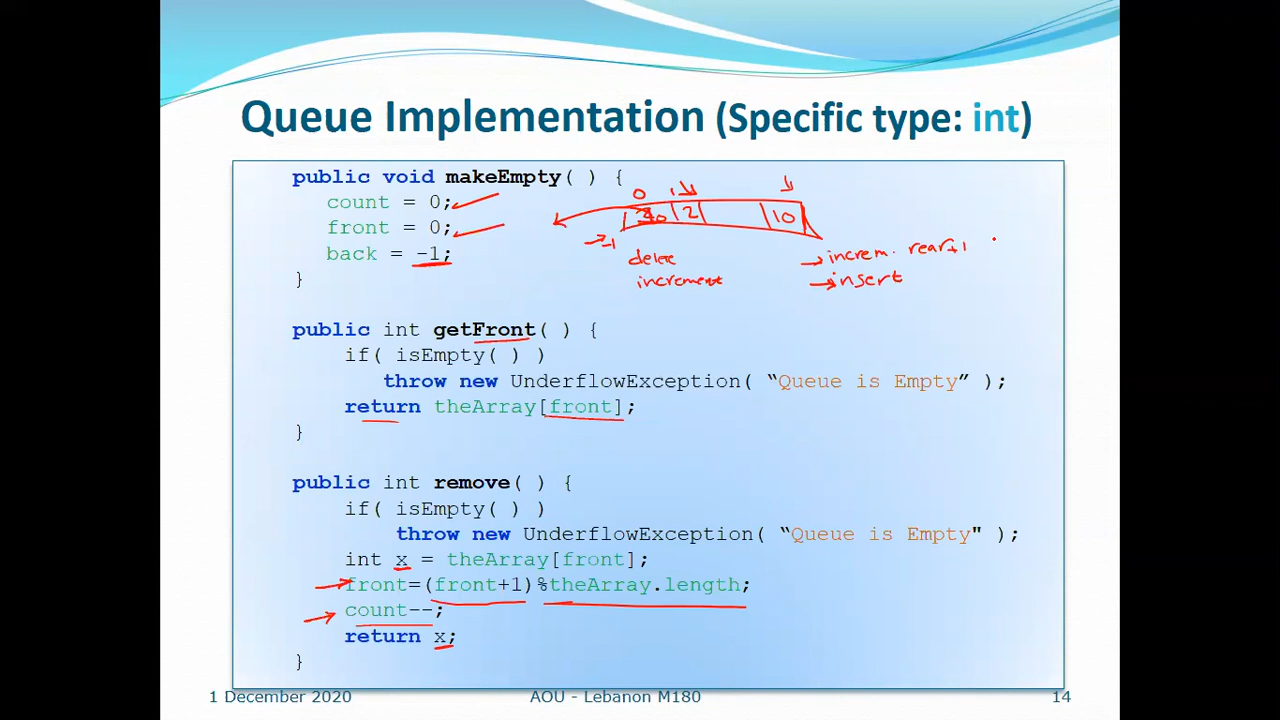 Queue Implementation (Specific type: int)
public void makeEmpty( ) {
count = 0;
front = 0;
back = -1;
}
0 1
2 10
-1
delete
increment
increm. rear+1
insert
public int getFront( ) {
if( isEmpty( ) )
throw new UnderflowException( “Queue is Empty” );
return theArray[front];
}
public int remove( ) {
if( isEmpty( ) )
throw new UnderflowException( “Queue is Empty" );
int x = theArray[front];
front=(front+1)%theArray.length;
count--;
return x;
}
1 December 2020
AOU - Lebanon M180
14